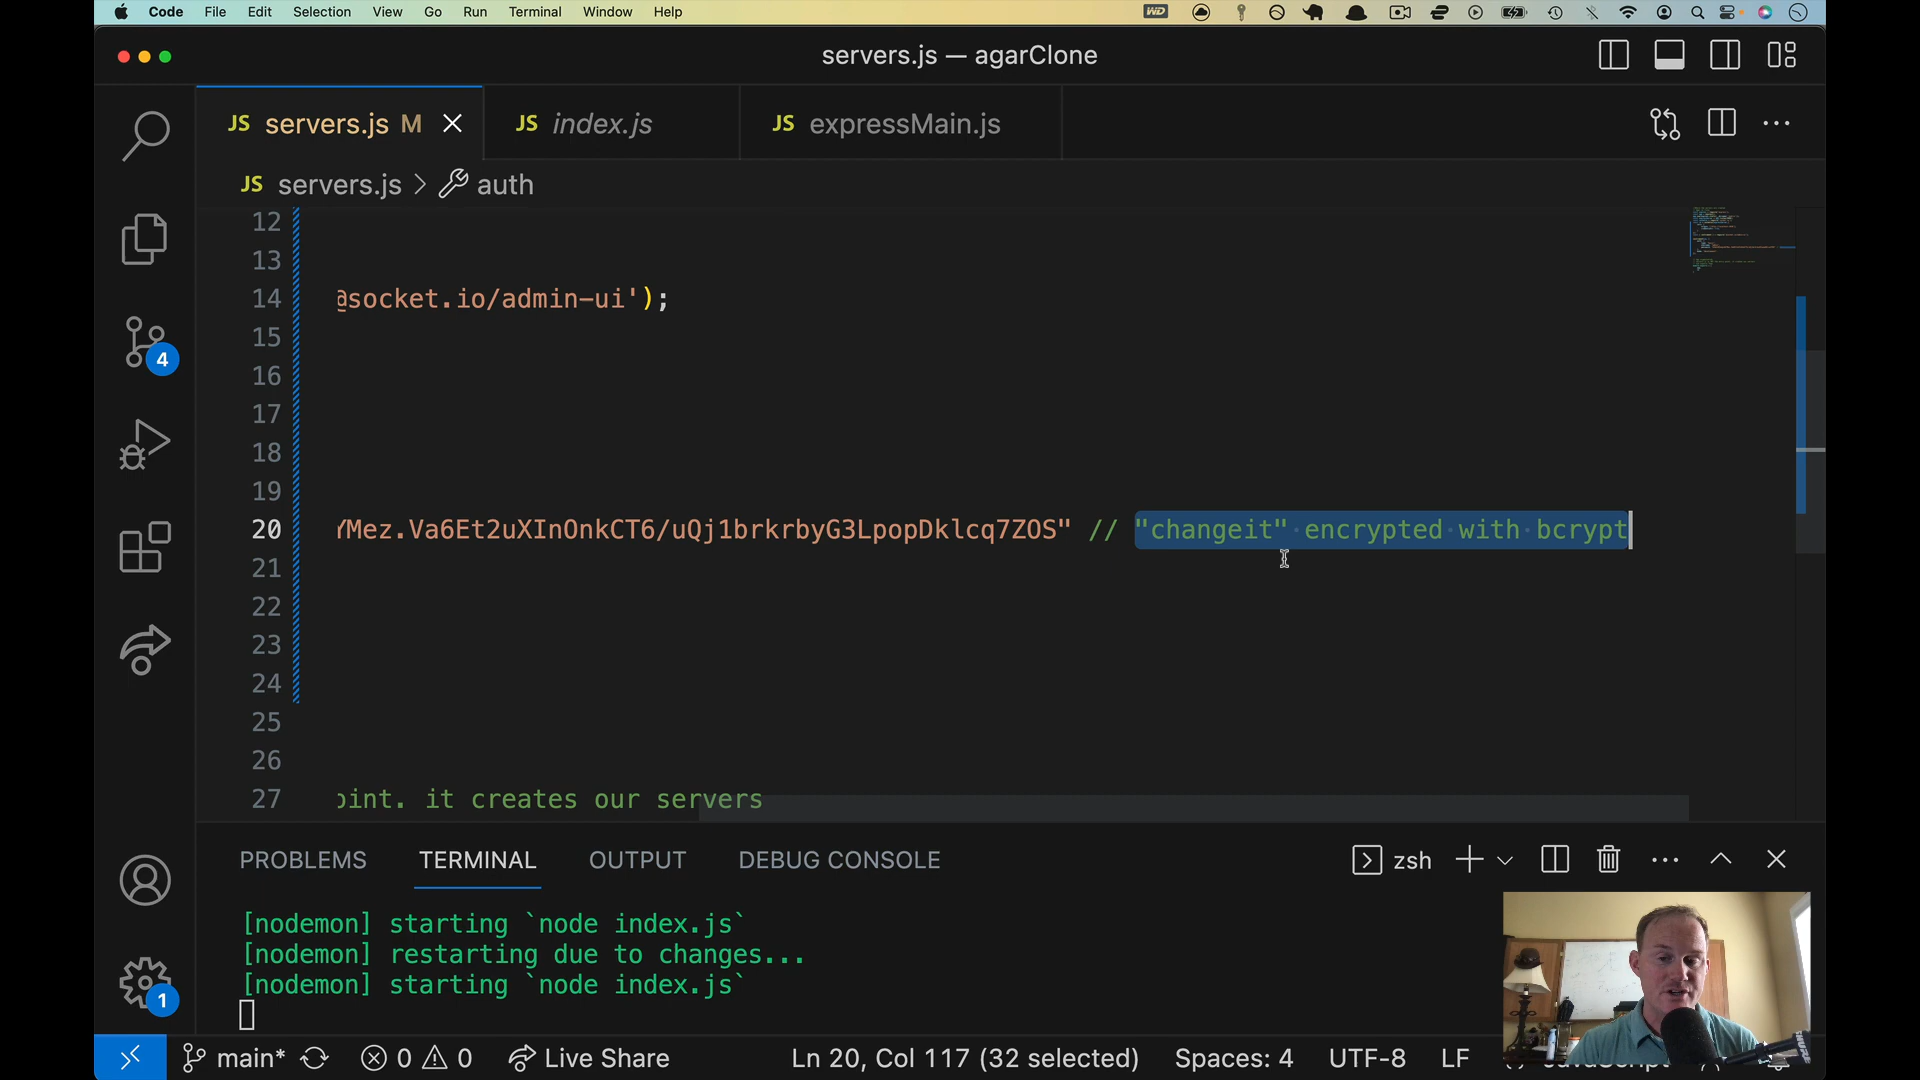 Code File Edit Selection View Go Run Terminal Window Help
servers.js — agarClone
JS servers.js M
JS index.js
JS expressMain.js
JS servers.js > auth
12
13
14 @socket.io/admin-ui');
15
16
17
18
19
20 YMez.Va6Et2uXInOnkCT6/uQj1brkrbyG3LpopDklcq7ZOS" // "changeit" encrypted with bcrypt
21
22
23
24
25
26
27 oint. it creates our servers
4
1
PROBLEMS TERMINAL OUTPUT DEBUG CONSOLE zsh
[nodemon] starting `node index.js`
[nodemon] restarting due to changes...
[nodemon] starting `node index.js`
main* 0 0 Live Share Ln 20, Col 117 (32 selected) Spaces: 4 UTF-8 LF JavaScript